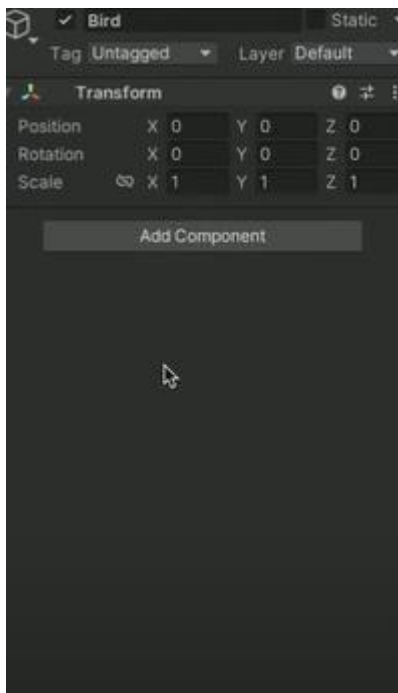 Bird Static
Tag Untagged Layer Default
Transform
Position X 0 Y 0 Z 0
Rotation X 0 Y 0 Z 0
Scale X 1 Y 1 Z 1
Add Component